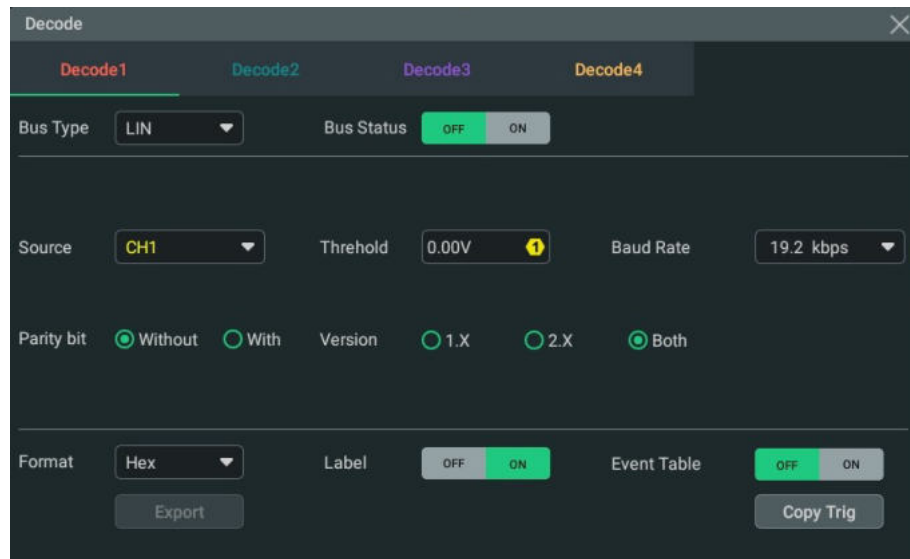 Decode
Decode1 Decode2 Decode3 Decode4
Bus Type LIN Bus Status OFF ON
Source CH1 Threhold 0.00V 1 Baud Rate 19.2 kbps
Parity bit Without With Version 1.X 2.X Both
Format Hex Label OFF ON Event Table OFF ON
Export Copy Trig